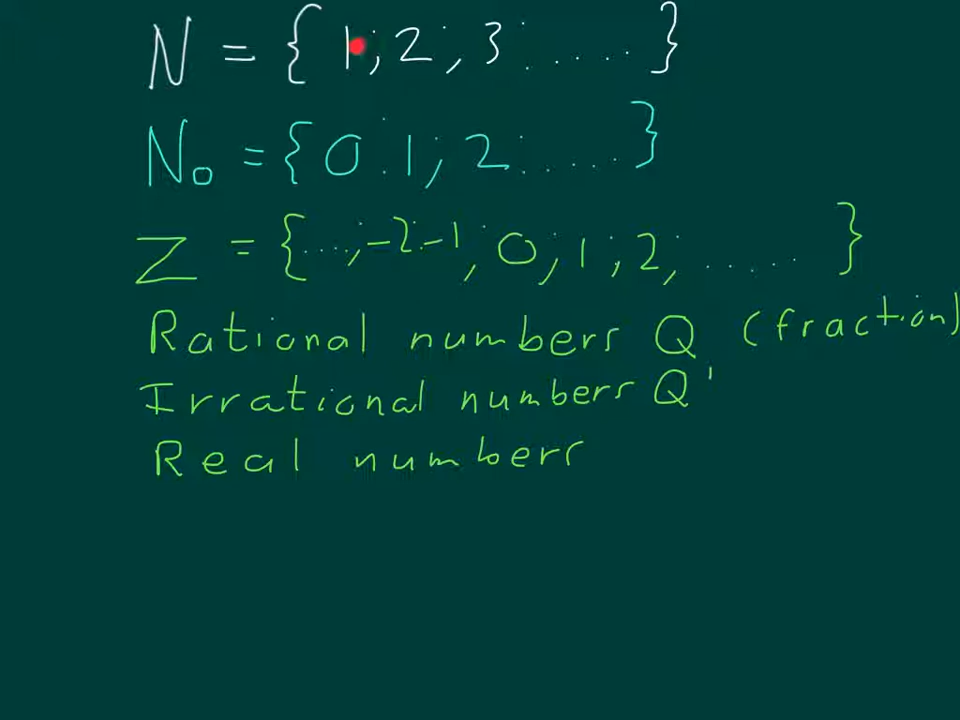 N = { 1; 2; 3; ..... }
N₀ = {0; 1; 2; ..... }
Z = {...; -2; -1; 0; 1; 2; ..... }
Rational numbers Q (fraction)
Irrational numbers Q'
Real numbers